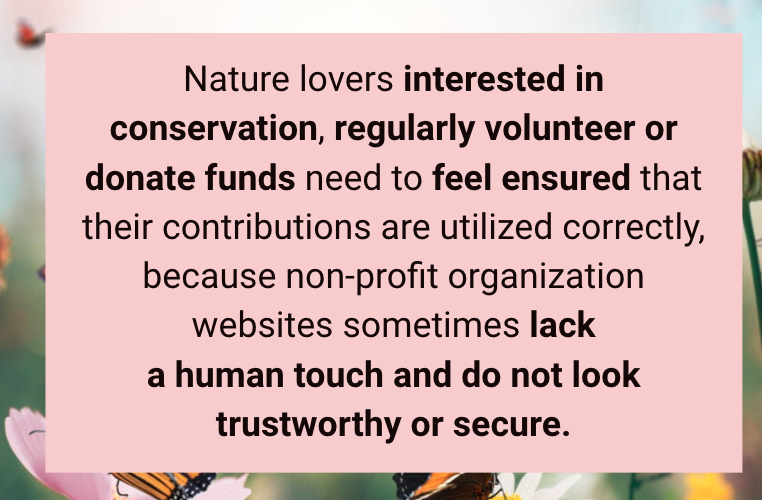 Nature lovers interested in
conservation, regularly volunteer or
donate funds need to feel ensured that
their contributions are utilized correctly,
because non-profit organization
websites sometimes lack
a human touch and do not look
trustworthy or secure.